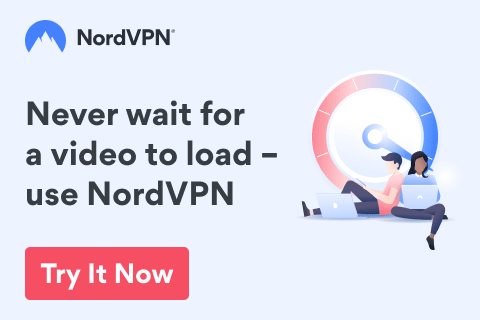 NordVPN®
Never wait for
a video to load –
use NordVPN
Try It Now